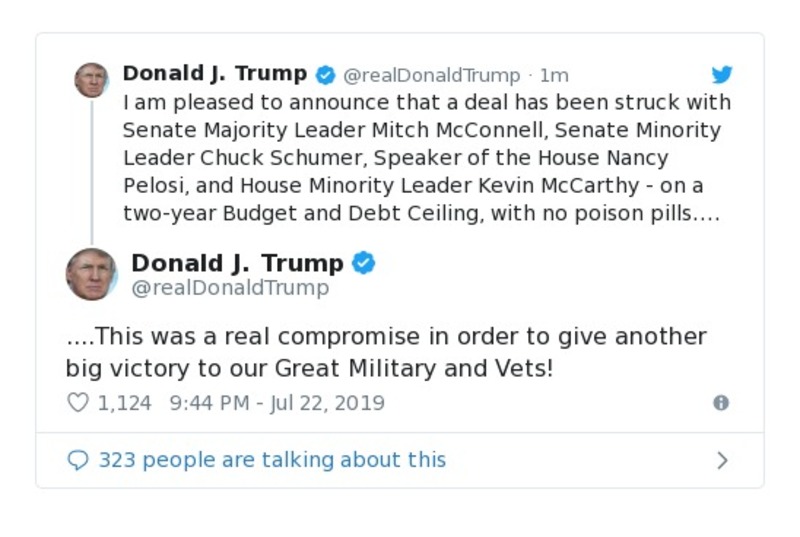 Donald J. Trump @realDonaldTrump · 1m
I am pleased to announce that a deal has been struck with
Senate Majority Leader Mitch McConnell, Senate Minority
Leader Chuck Schumer, Speaker of the House Nancy
Pelosi, and House Minority Leader Kevin McCarthy - on a
two-year Budget and Debt Ceiling, with no poison pills....
Donald J. Trump
@realDonaldTrump
....This was a real compromise in order to give another
big victory to our Great Military and Vets!
1,124 9:44 PM - Jul 22, 2019
323 people are talking about this